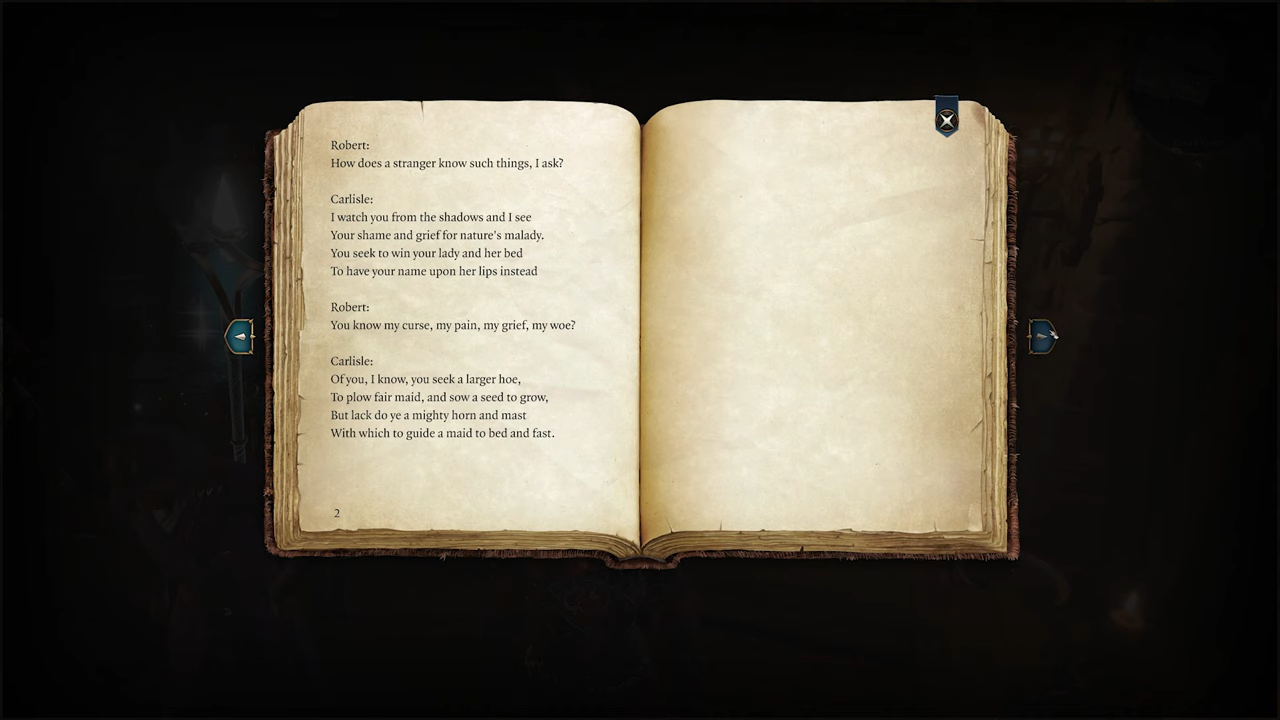 Robert:
How does a stranger know such things, I ask?
Carlisle:
I watch you from the shadows and I see
Your shame and grief for nature's malady.
You seek to win your lady and her bed
To have your name upon her lips instead
Robert:
You know my curse, my pain, my grief, my woe?
Carlisle:
Of you, I know, you seek a larger hoe,
To plow fair maid, and sow a seed to grow,
But lack do ye a mighty horn and mast
With which to guide a maid to bed and fast.
2